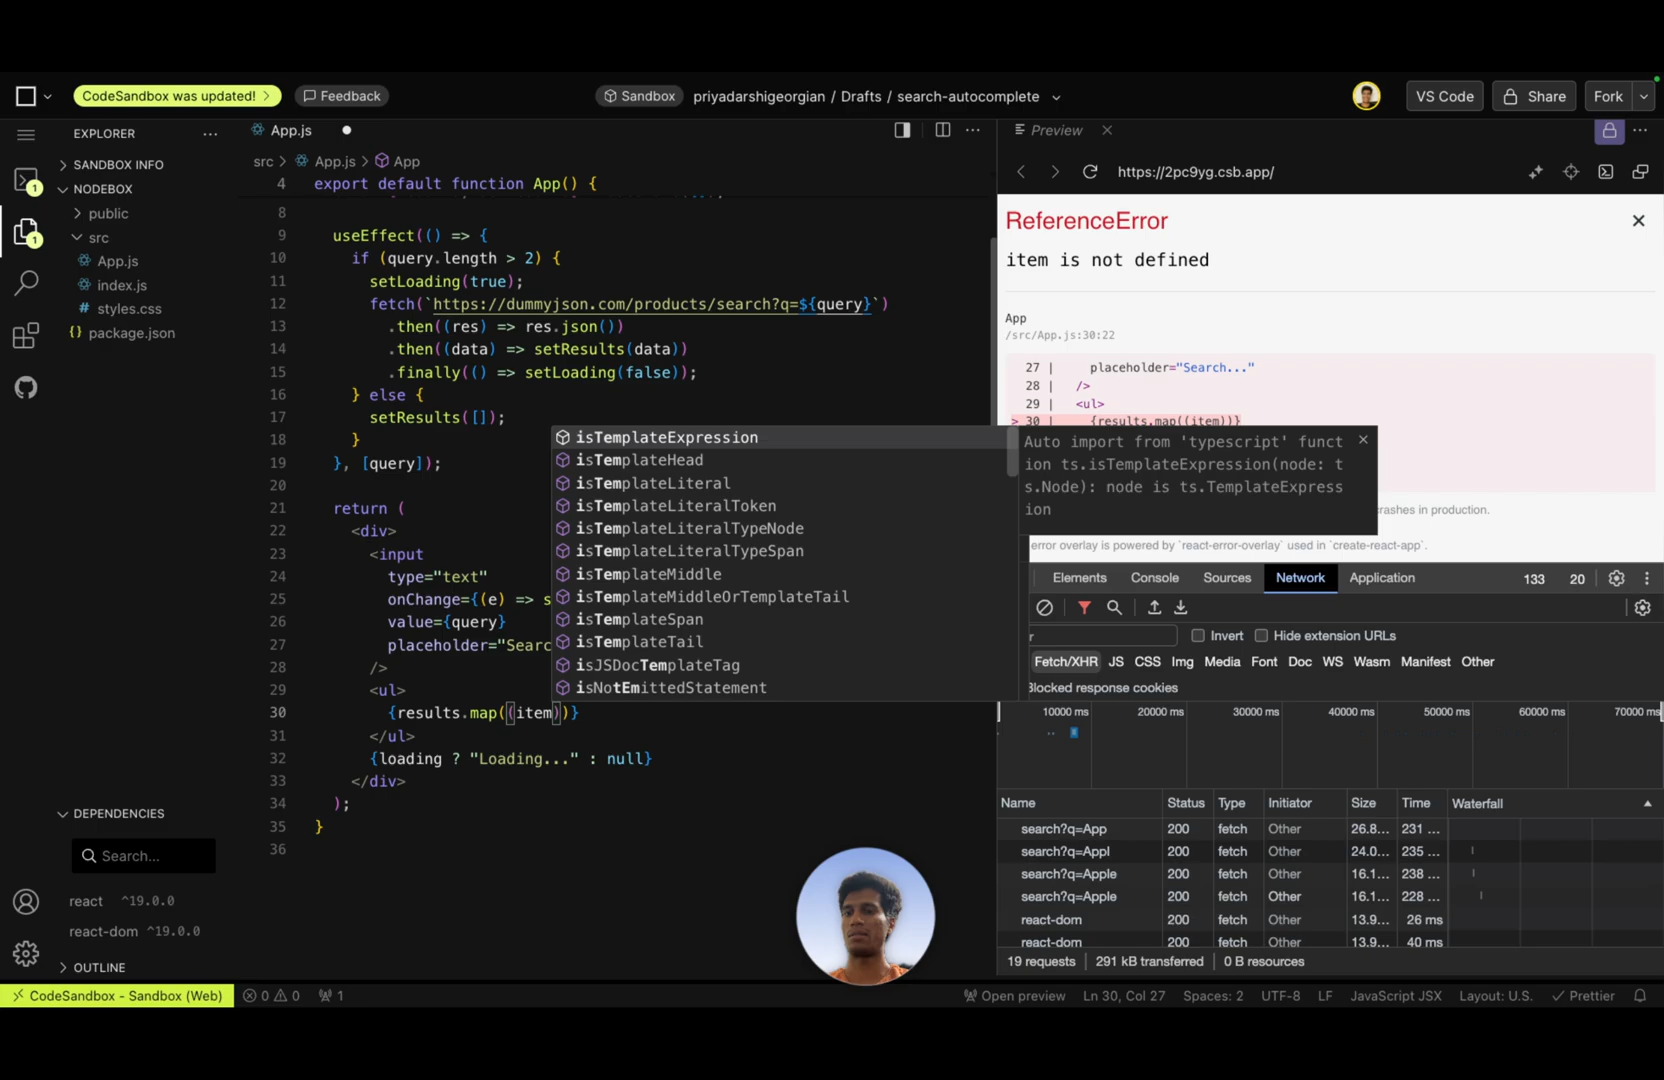 CodeSandbox was updated! >
Feedback
Sandbox
priyadarshigeorgian / Drafts / search-autocomplete
VS Code
Share
Fork
EXPLORER
App.js
Preview
SANDBOX INFO
NODEBOX
public
src
App.js
index.js
styles.css
package.json
src > App.js > App
4 export default function App() {
8
9 useEffect(() => {
10 if (query.length > 2) {
11 setLoading(true);
12 fetch(`https://dummyjson.com/products/search?q=${query}`)
13 .then((res) => res.json())
14 .then((data) => setResults(data))
15 .finally(() => setLoading(false));
16 } else {
17 setResults([]);
18 }
19 }, [query]);
20
21 return (
22 <div>
23 <input
24 type="text"
25 onChange={(e) => s
26 value={query}
27 placeholder="Searc
28 />
29 <ul>
30 {results.map((item))}
31 </ul>
32 {loading ? "Loading..." : null}
33 </div>
34 );
35 }
36
isTemplateExpression
isTemplateHead
isTemplateLiteral
isTemplateLiteralToken
isTemplateLiteralTypeNode
isTemplateLiteralTypeSpan
isTemplateMiddle
isTemplateMiddleOrTemplateTail
isTemplateSpan
isTemplateTail
isJSDocTemplateTag
isNotEmittedStatement
Auto import from 'typescript' funct
ion ts.isTemplateExpression(node: t
s.Node): node is ts.TemplateExpress
ion
https://2pc9yg.csb.app/
ReferenceError
item is not defined
App
/src/App.js:30:22
27 | placeholder="Search..."
28 | />
29 | <ul>
> 30 | {results.map((item))}
rashes in production.
error overlay is powered by `react-error-overlay` used in `create-react-app`.
Elements Console Sources Network Application 133 20
Invert Hide extension URLs
Fetch/XHR JS CSS Img Media Font Doc WS Wasm Manifest Other
Blocked response cookies
10000 ms 20000 ms 30000 ms 40000 ms 50000 ms 60000 ms 70000 ms
Name Status Type Initiator Size Time Waterfall
search?q=App 200 fetch Other 26.8... 231 ...
search?q=Appl 200 fetch Other 24.0... 235 ...
search?q=Apple 200 fetch Other 16.1... 238 ...
search?q=Apple 200 fetch Other 16.1... 228 ...
react-dom 200 fetch Other 13.9... 26 ms
react-dom 200 fetch Other 13.9... 40 ms
19 requests 291 kB transferred 0 B resources
DEPENDENCIES
Search...
react ^19.0.0
react-dom ^19.0.0
OUTLINE
1
1
CodeSandbox - Sandbox (Web)
0 0
1
Open preview
Ln 30, Col 27
Spaces: 2
UTF-8
LF
JavaScript JSX
Layout: U.S.
Prettier